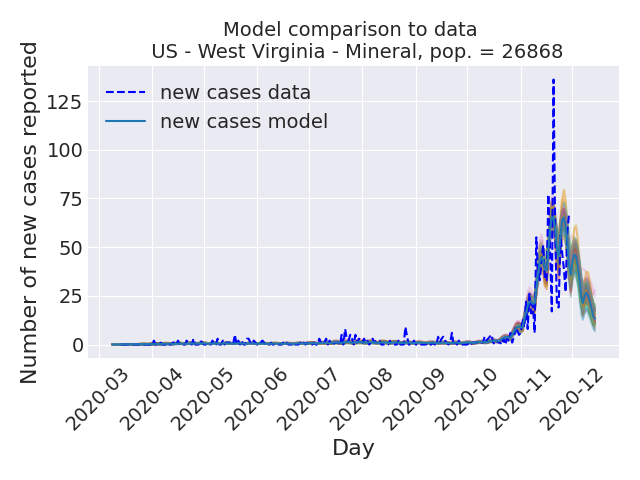 Model comparison to data
US - West Virginia - Mineral, pop. = 26868
Number of new cases reported
125
100
75
50
25
0
new cases data
new cases model
2020-03
2020-04
2020-05
2020-06
2020-07
2020-08
2020-09
2020-10
2020-11
2020-12
Day